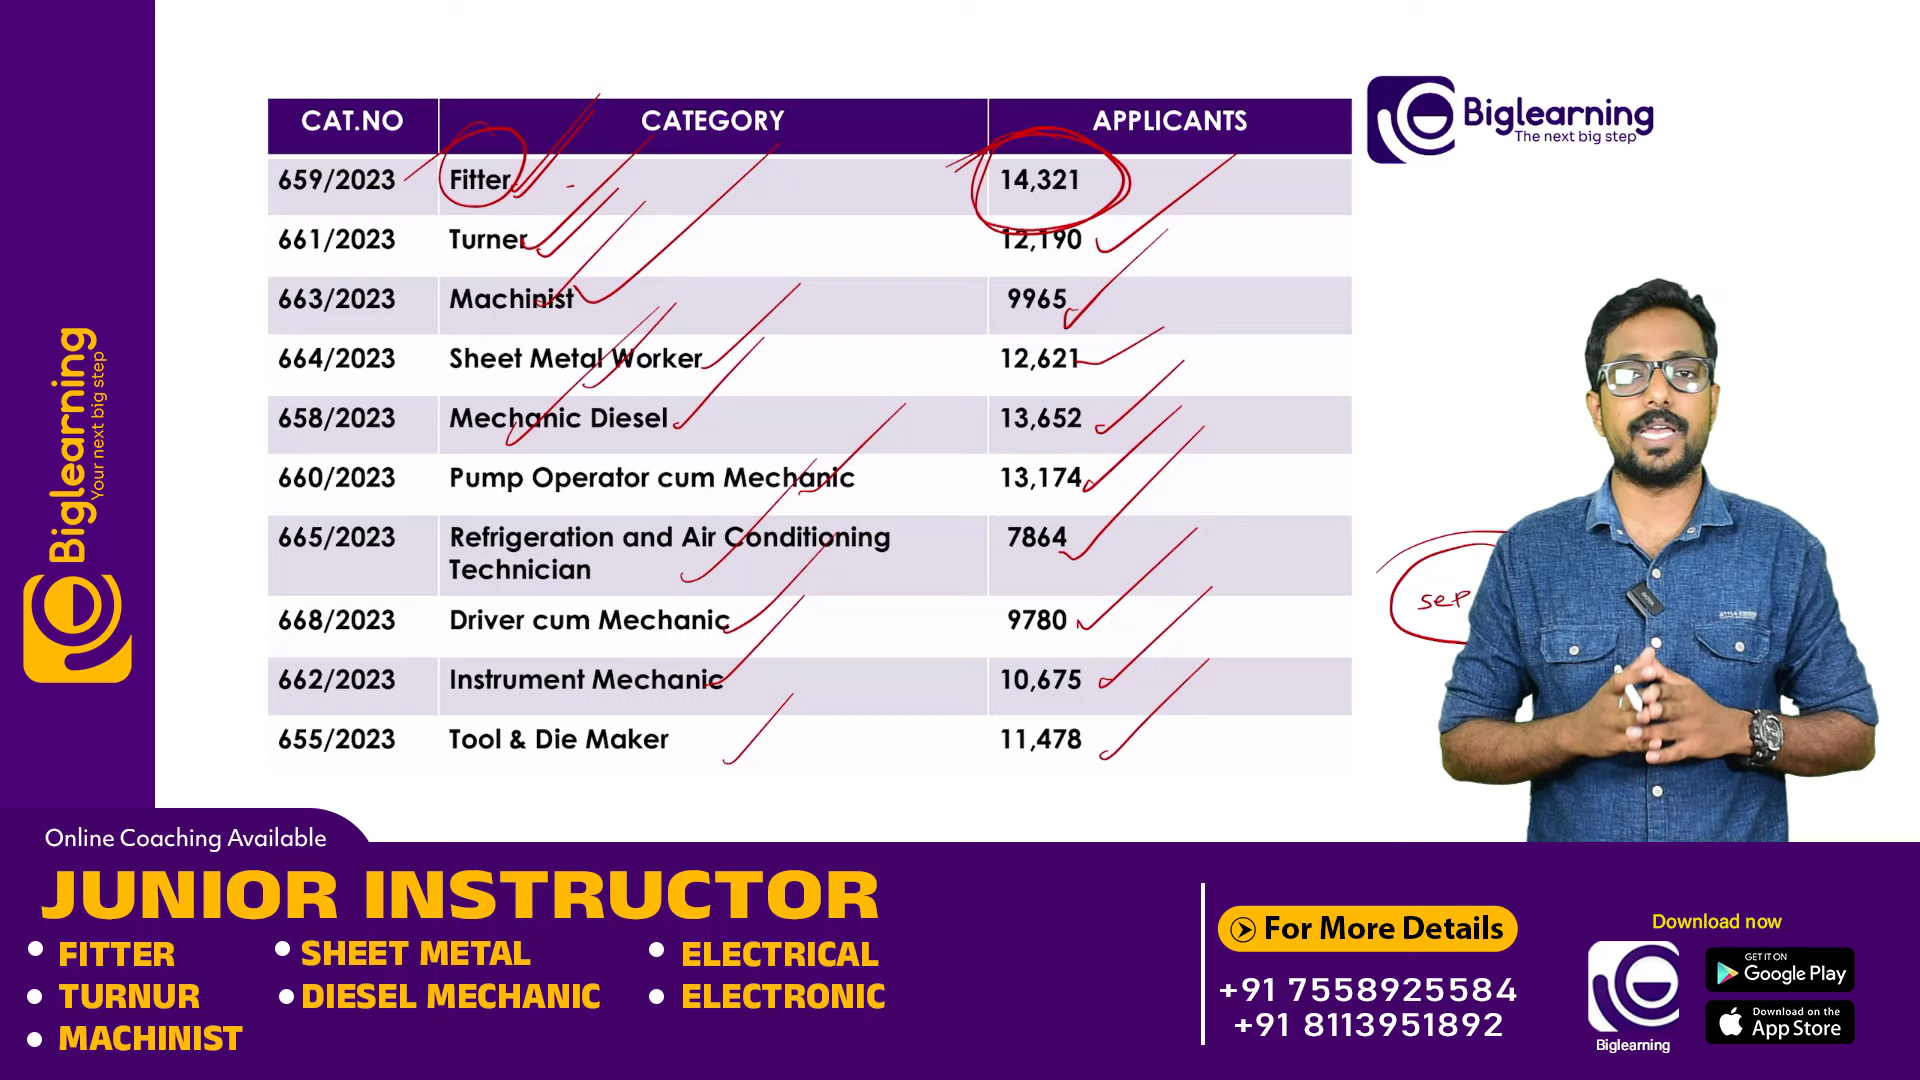 CAT.NO CATEGORY APPLICANTS
659/2023 Fitter 14,321
661/2023 Turner 12,190
663/2023 Machinist 9965
664/2023 Sheet Metal Worker 12,621
658/2023 Mechanic Diesel 13,652
660/2023 Pump Operator cum Mechanic 13,174
665/2023 Refrigeration and Air Conditioning
Technician 7864
668/2023 Driver cum Mechanic 9780
662/2023 Instrument Mechanic 10,675
655/2023 Tool & Die Maker 11,478
Biglearning
The next big step
Biglearning
Your next big step
sep
Online Coaching Available
JUNIOR INSTRUCTOR
FITTER
TURNUR
MACHINIST
SHEET METAL
DIESEL MECHANIC
ELECTRICAL
ELECTRONIC
For More Details
+91 7558925584
+91 8113951892
Download now
Biglearning
GET IT ON
Google Play
Download on the
App Store